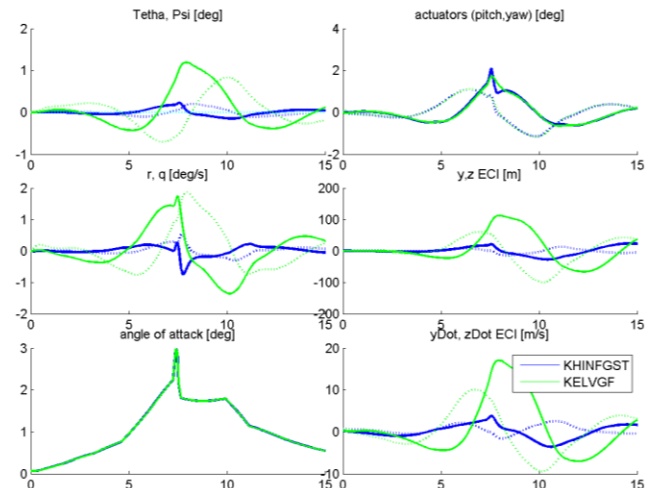 Tetha, Psi [deg]
2
1
0
-1
0 5 10 15
actuators (pitch,yaw) [deg]
4
2
0
-2
0 5 10 15
r, q [deg/s]
2
1
0
-1
-2
0 5 10 15
y,z ECI [m]
200
100
0
-100
-200
0 5 10 15
angle of attack [deg]
3
2
1
0
0 5 10 15
yDot, zDot ECI [m/s]
20
10
0
-10
0 5 10 15
KHINFGST
KELVGF